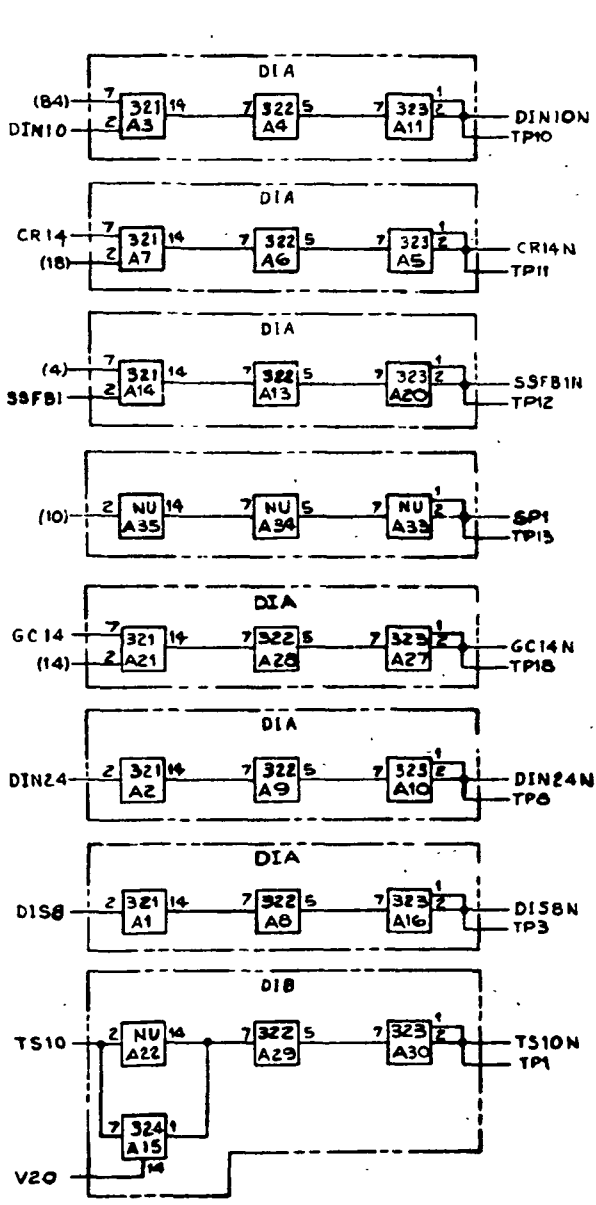 DIA
(84) 7 321 14 7 322 5 7 323 1
DIN10 2 A3 A4 A11 2 DIN10N
TP10
DIA
CR14 7 321 14 7 322 5 7 323 1
(18) 2 A7 A6 A5 2 CR14N
TP11
DIA
(4) 7 321 14 7 322 5 7 323 1
SSFB1 2 A14 A13 A20 2 SSFB1N
TP12
(10) 2 NU 14 7 NU 5 7 NU 1
A35 A34 A33 2 SP1
TP13
DIA
GC14 7 321 14 7 322 5 7 323 1
(14) 2 A21 A28 A27 2 GC14N
TP18
DIA
DIN24 2 321 14 7 322 5 7 323 1
A2 A9 A10 2 DIN24N
TP8
DIA
DIS8 2 321 14 7 322 5 7 323 1
A1 A8 A16 2 DIS8N
TP3
DIB
TS10 2 NU 14 7 322 5 7 323 1
A22 A29 A30 2 TS10N
TP1
7 324 1
A15
V20 14